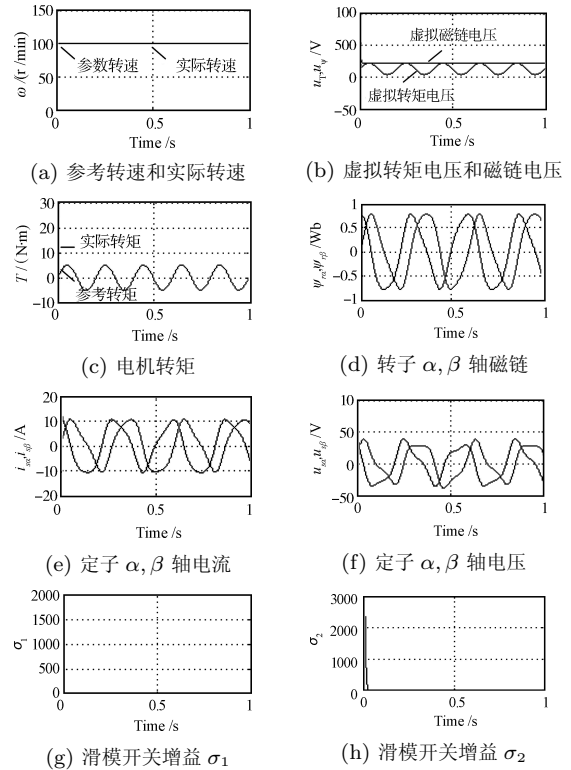 150
100
50
0
ω /(r /min)
参数转速
实际转速
0
0.5
1
Time /s
(a) 参考转速和实际转速
100
500
0
−50
u_T,u_ψ /V
虚拟磁链电压
虚拟转矩电压
0
0.5
1
Time /s
(b) 虚拟转矩电压和磁链电压
30
20
10
0
−10
T /(N·m)
实际转矩
参考转矩
0
0.5
1
Time /s
(c) 电机转矩
1
0.5
0
−0.5
−1
ψ_rα,ψ_rβ /Wb
0
0.5
1
Time /s
(d) 转子 α, β 轴磁链
20
10
0
−10
−20
i_sα,i_sβ /A
0
0.5
1
Time /s
(e) 定子 α, β 轴电流
10
50
0
−50
u_sα,u_sβ /V
0
0.5
1
Time /s
(f) 定子 α, β 轴电压
2000
1500
1000
500
0
σ₁
0
0.5
1
Time /s
(g) 滑模开关增益 σ₁
3000
2000
1000
0
σ₂
0
0.5
1
Time /s
(h) 滑模开关增益 σ₂